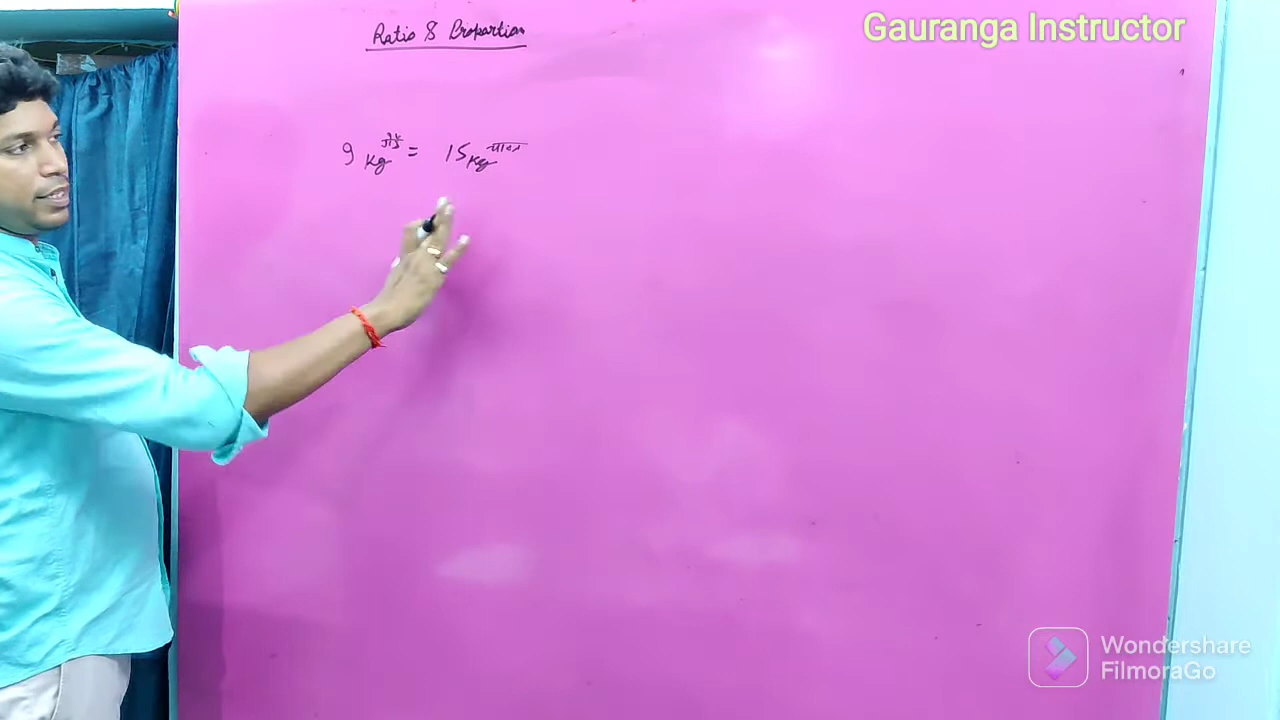 Gauranga Instructor
Ratio & Proportion
9 Kg गेहूँ = 15 Kg चावल
Wondershare
FilmoraGo